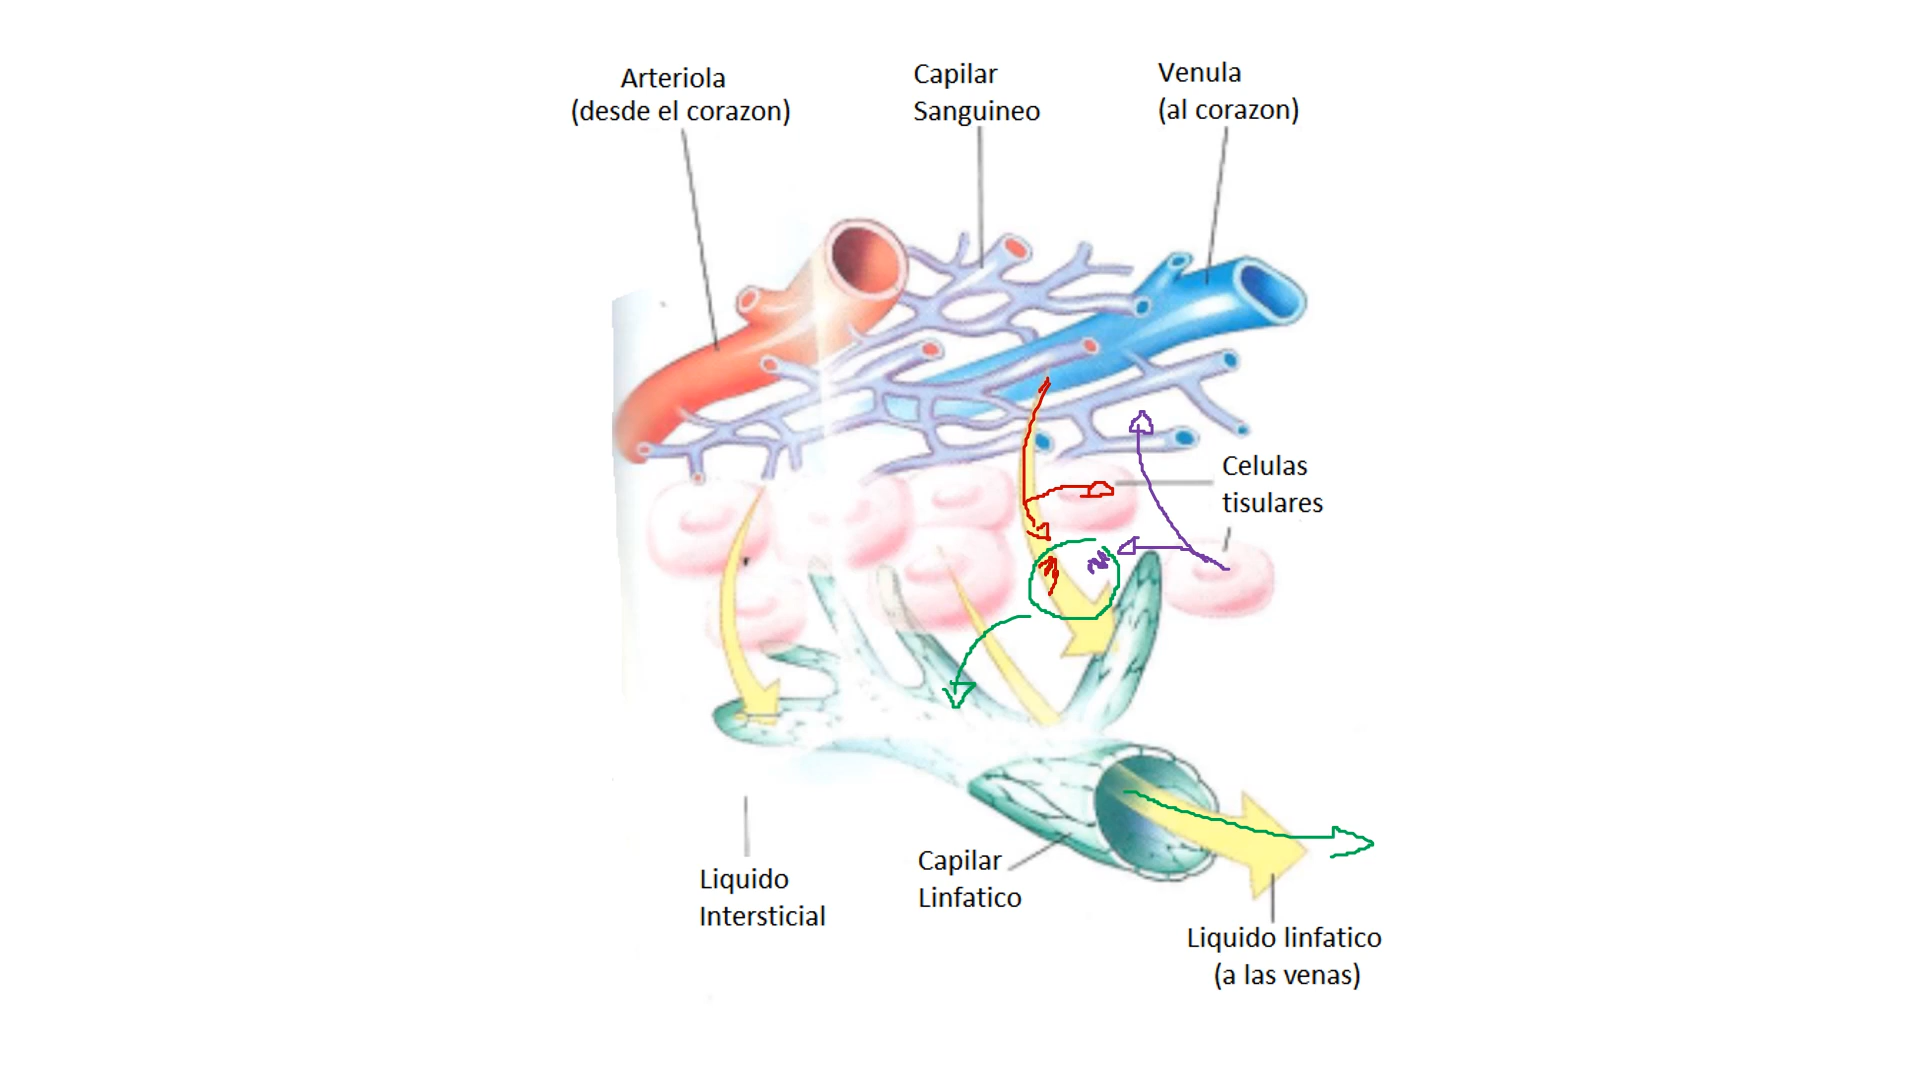 Arteriola
(desde el corazon)
Capilar
Sanguineo
Venula
(al corazon)
Celulas
tisulares
Liquido
Intersticial
Capilar
Linfatico
Liquido linfatico
(a las venas)